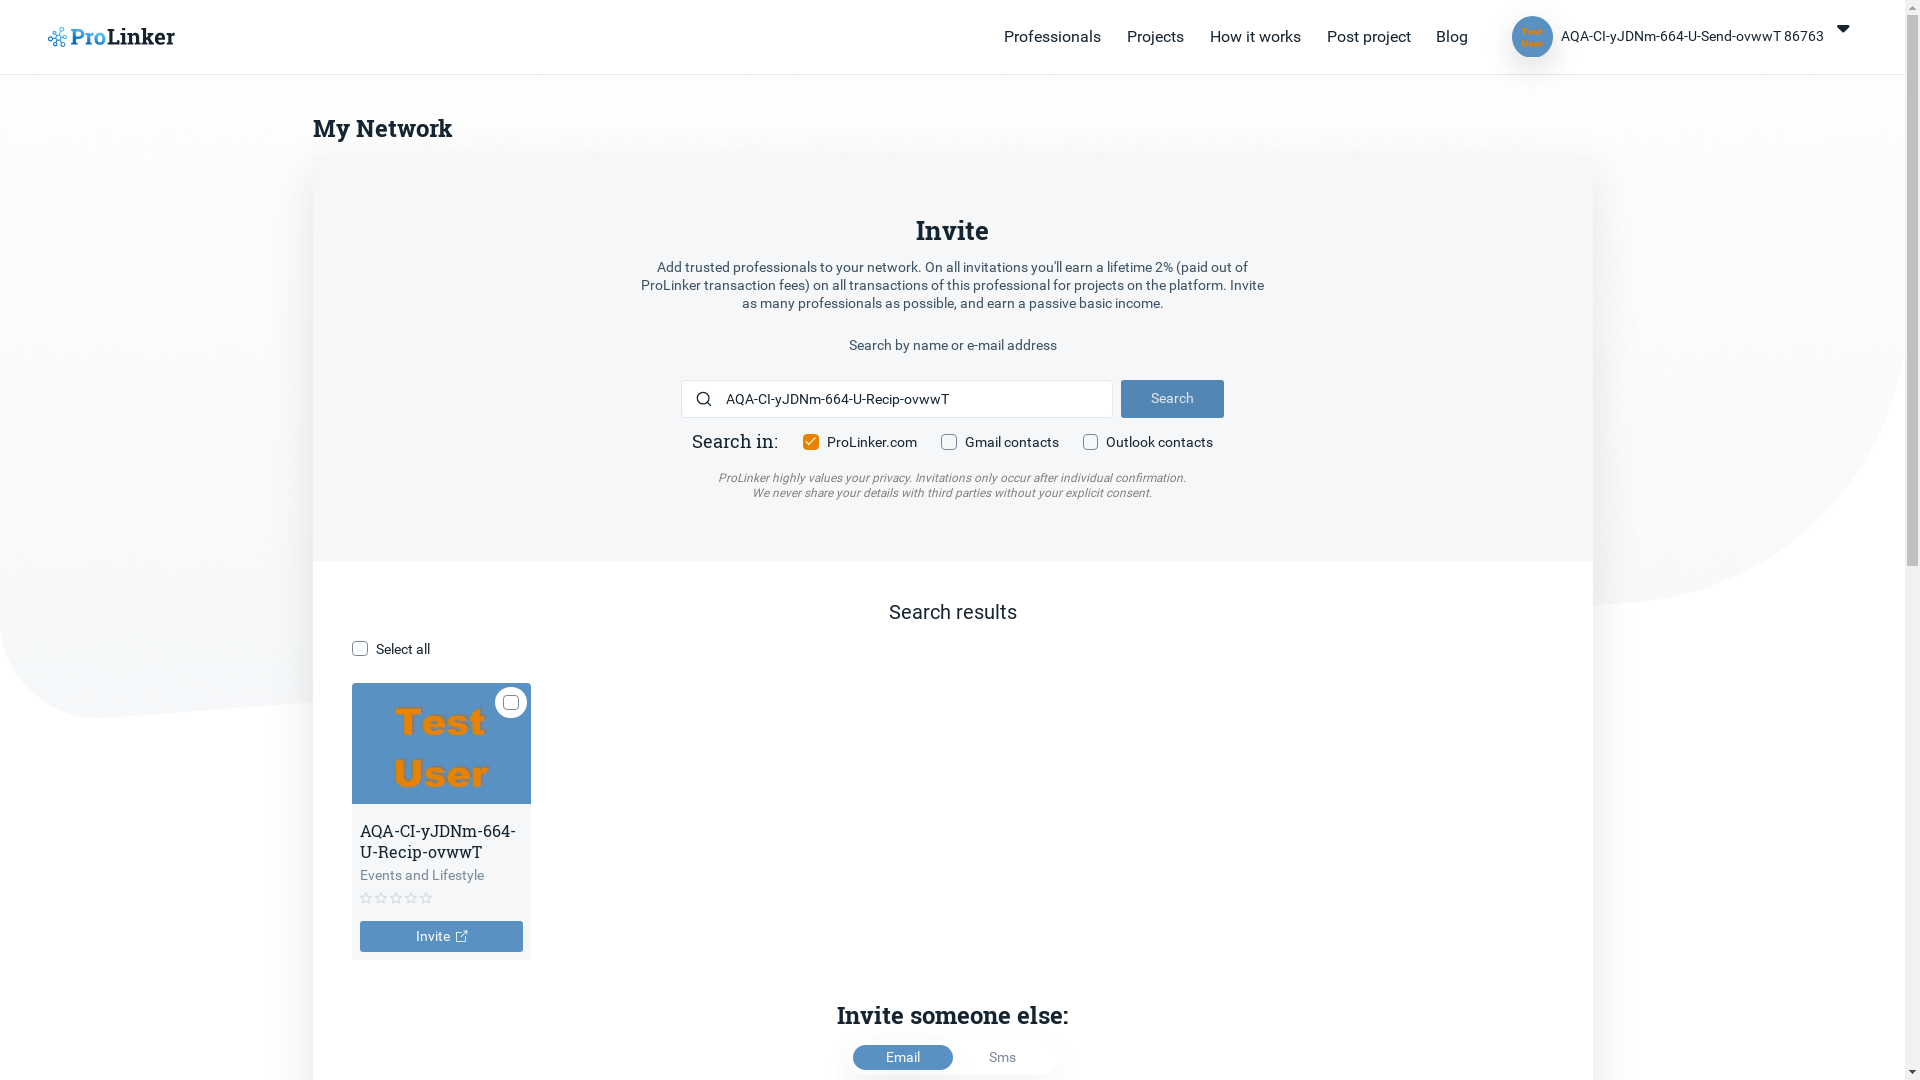 ProLinker
Professionals
Projects
How it works
Post project
Blog
Test
User
AQA-CI-yJDNm-664-U-Send-ovwwT 86763
My Network
Invite
Add trusted professionals to your network. On all invitations you'll earn a lifetime 2% (paid out of
ProLinker transaction fees) on all transactions of this professional for projects on the platform. Invite
as many professionals as possible, and earn a passive basic income.
Search by name or e-mail address
AQA-CI-yJDNm-664-U-Recip-ovwwT
Search
Search in:
ProLinker.com
Gmail contacts
Outlook contacts
ProLinker highly values your privacy. Invitations only occur after individual confirmation.
We never share your details with third parties without your explicit consent.
Search results
Select all
Test
User
AQA-CI-yJDNm-664-
U-Recip-ovwwT
Events and Lifestyle
Invite
Invite someone else:
Email
Sms